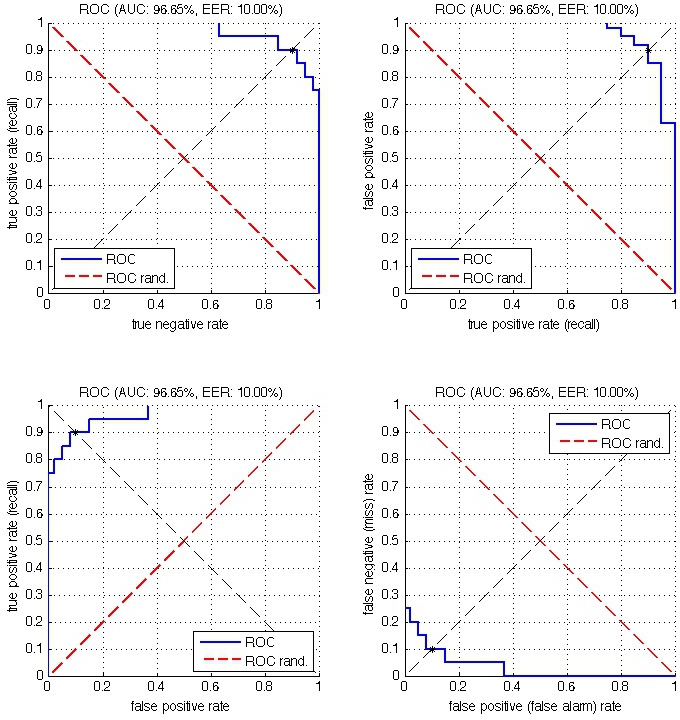 ROC (AUC: 96.65%, EER: 10.00%)
1
0.9
0.8
0.7
0.6
0.5
0.4
0.3
0.2
0.1
0
true positive rate (recall)
ROC
ROC rand.
0 0.2 0.4 0.6 0.8 1
true negative rate
ROC (AUC: 96.65%, EER: 10.00%)
1
0.9
0.8
0.7
0.6
0.5
0.4
0.3
0.2
0.1
0
false positive rate
ROC
ROC rand.
0 0.2 0.4 0.6 0.8 1
true positive rate (recall)
ROC (AUC: 96.65%, EER: 10.00%)
1
0.9
0.8
0.7
0.6
0.5
0.4
0.3
0.2
0.1
0
true positive rate (recall)
ROC
ROC rand.
0 0.2 0.4 0.6 0.8 1
false positive rate
ROC (AUC: 96.65%, EER: 10.00%)
1
0.9
0.8
0.7
0.6
0.5
0.4
0.3
0.2
0.1
0
false negative (miss) rate
ROC
ROC rand.
0 0.2 0.4 0.6 0.8 1
false positive (false alarm) rate